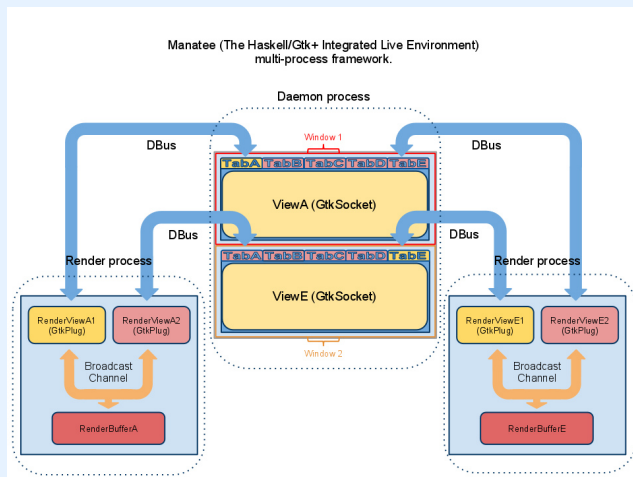 Manatee (The Haskell/Gtk+ Integrated Live Environment)
multi-process framework.
Daemon process
Window 1
DBus
DBus
TabA TabB TabC TabD TabE
ViewA (GtkSocket)
DBus
DBus
TabA TabB TabC TabD TabE
ViewE (GtkSocket)
Window 2
Render process
RenderViewA1
(GtkPlug)
RenderViewA2
(GtkPlug)
Broadcast
Channel
RenderBufferA
Render process
RenderViewE1
(GtkPlug)
RenderViewE2
(GtkPlug)
Broadcast
Channel
RenderBufferE